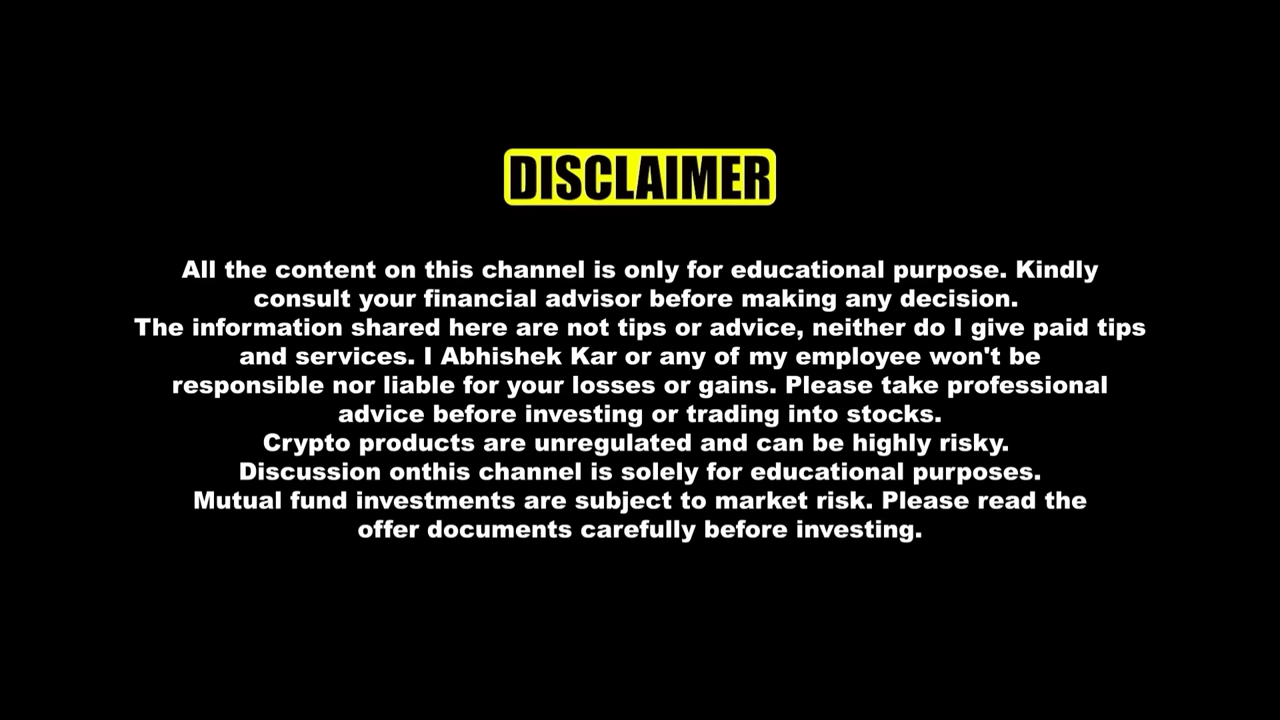 DISCLAIMER
All the content on this channel is only for educational purpose. Kindly
consult your financial advisor before making any decision.
The information shared here are not tips or advice, neither do I give paid tips
and services. I Abhishek Kar or any of my employee won't be
responsible nor liable for your losses or gains. Please take professional
advice before investing or trading into stocks.
Crypto products are unregulated and can be highly risky.
Discussion onthis channel is solely for educational purposes.
Mutual fund investments are subject to market risk. Please read the
offer documents carefully before investing.